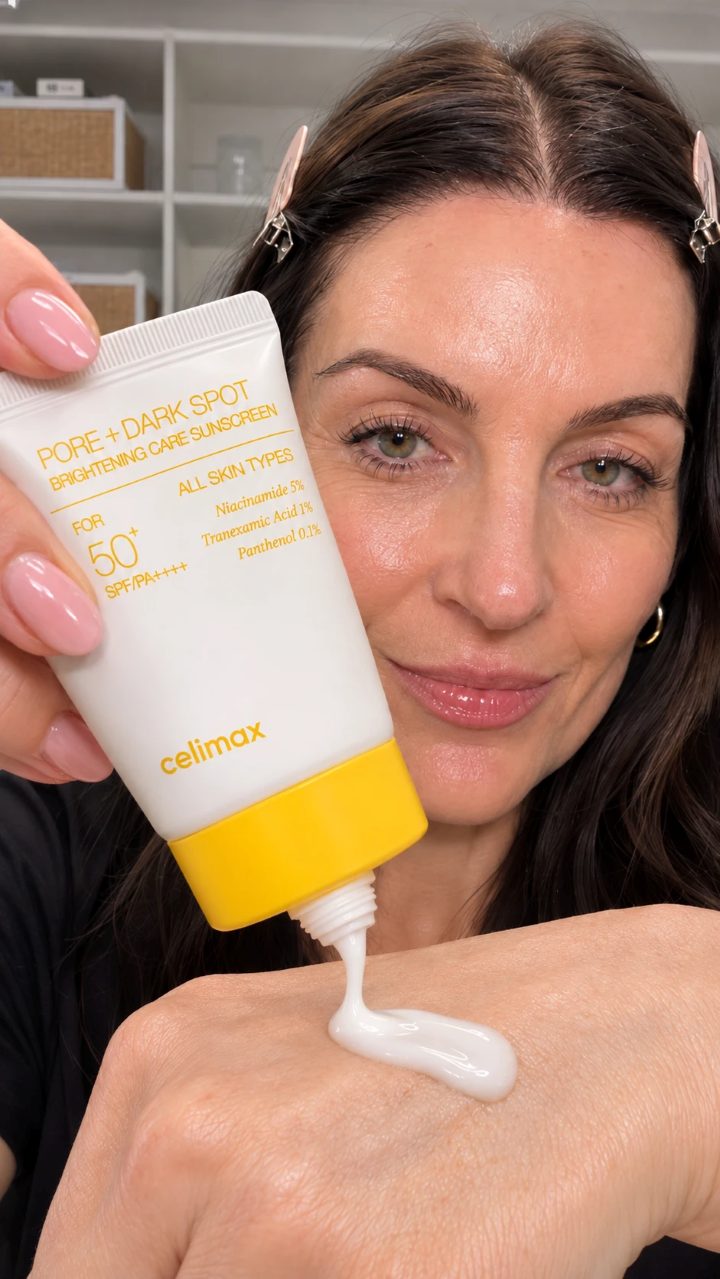 PORE + DARK SPOT
BRIGHTENING CARE SUNSCREEN
ALL SKIN TYPES
FOR
50+
SPF/PA++++
Niacinamide 5%
Tranexamic Acid 1%
Panthenol 0.1%
celimax